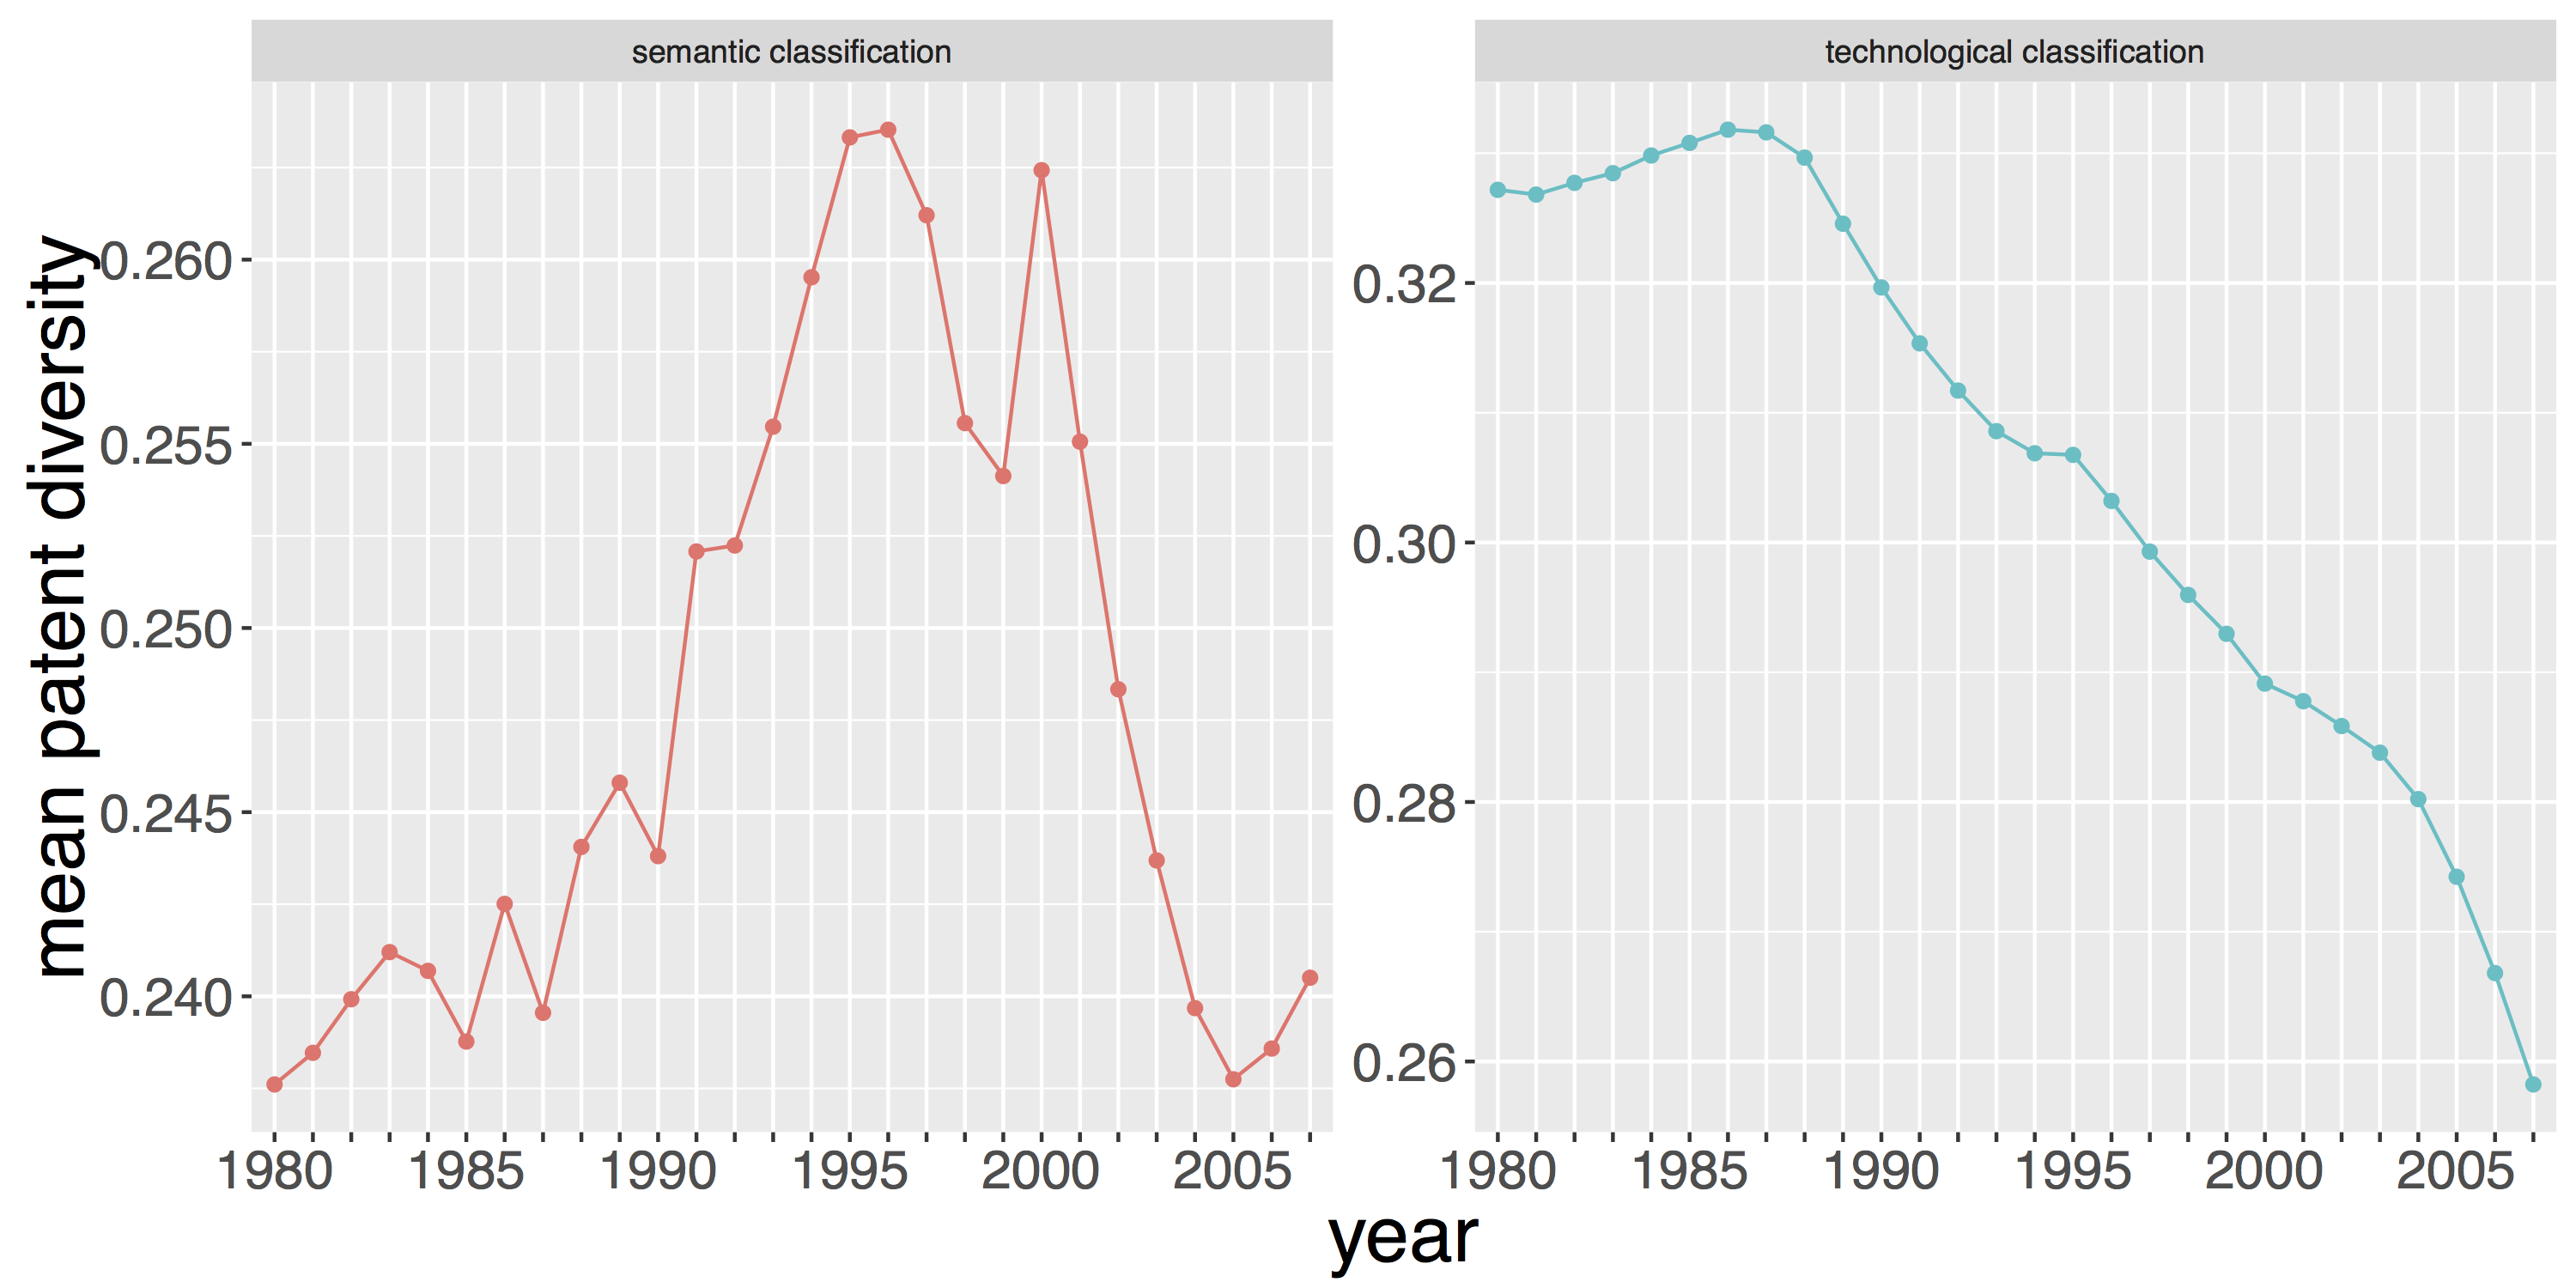 semantic classification
technological classification
mean patent diversity
0.260
0.255
0.250
0.245
0.240
0.32
0.30
0.28
0.26
1980 1985 1990 1995 2000 2005
1980 1985 1990 1995 2000 2005
year